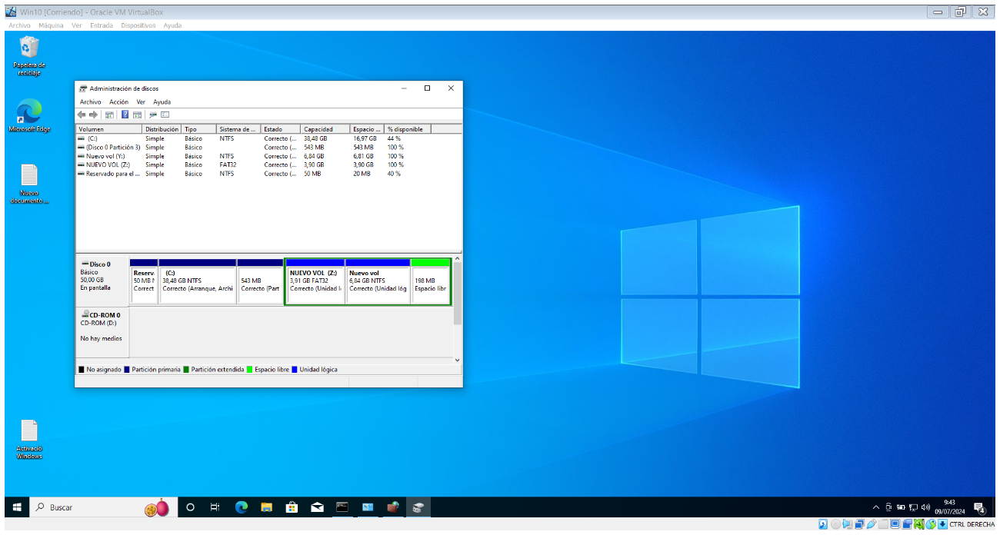 Win10 [Corriendo] - Oracle VM VirtualBox
Archivo Máquina Ver Entrada Dispositivos Ayuda
Papelera de
reciclaje
Microsoft Edge
Nuevo
documento ...
Activació
Windows
Administración de discos
Archivo Acción Ver Ayuda
Volumen Distribución Tipo Sistema de ... Estado Capacidad Espacio ... % disponible
(C:) Simple Básico NTFS Correcto (... 38,48 GB 16,97 GB 44 %
(Disco 0 Partición 3) Simple Básico Correcto (... 543 MB 543 MB 100 %
Nuevo vol (Y:) Simple Básico NTFS Correcto (... 6,84 GB 6,81 GB 100 %
NUEVO VOL (Z:) Simple Básico FAT32 Correcto (... 3,90 GB 3,90 GB 100 %
Reservado para el ... Simple Básico NTFS Correcto (... 50 MB 20 MB 40 %
Disco 0
Básico
50,00 GB
En pantalla
Reserv.
50 MB
Correct
(C:)
38,48 GB NTFS
Correcto (Arranque, Archi
543 MB
Correcto (Part
NUEVO VOL (Z:)
3,91 GB FAT32
Correcto (Unidad l
Nuevo vol
6,84 GB NTFS
Correcto (Unidad lóg
198 MB
Espacio libr
CD-ROM 0
CD-ROM (D:)
No hay medios
No asignado Partición primaria Partición extendida Espacio libre Unidad lógica
Buscar
9:43
09/07/2024
4
CTRL DERECHA